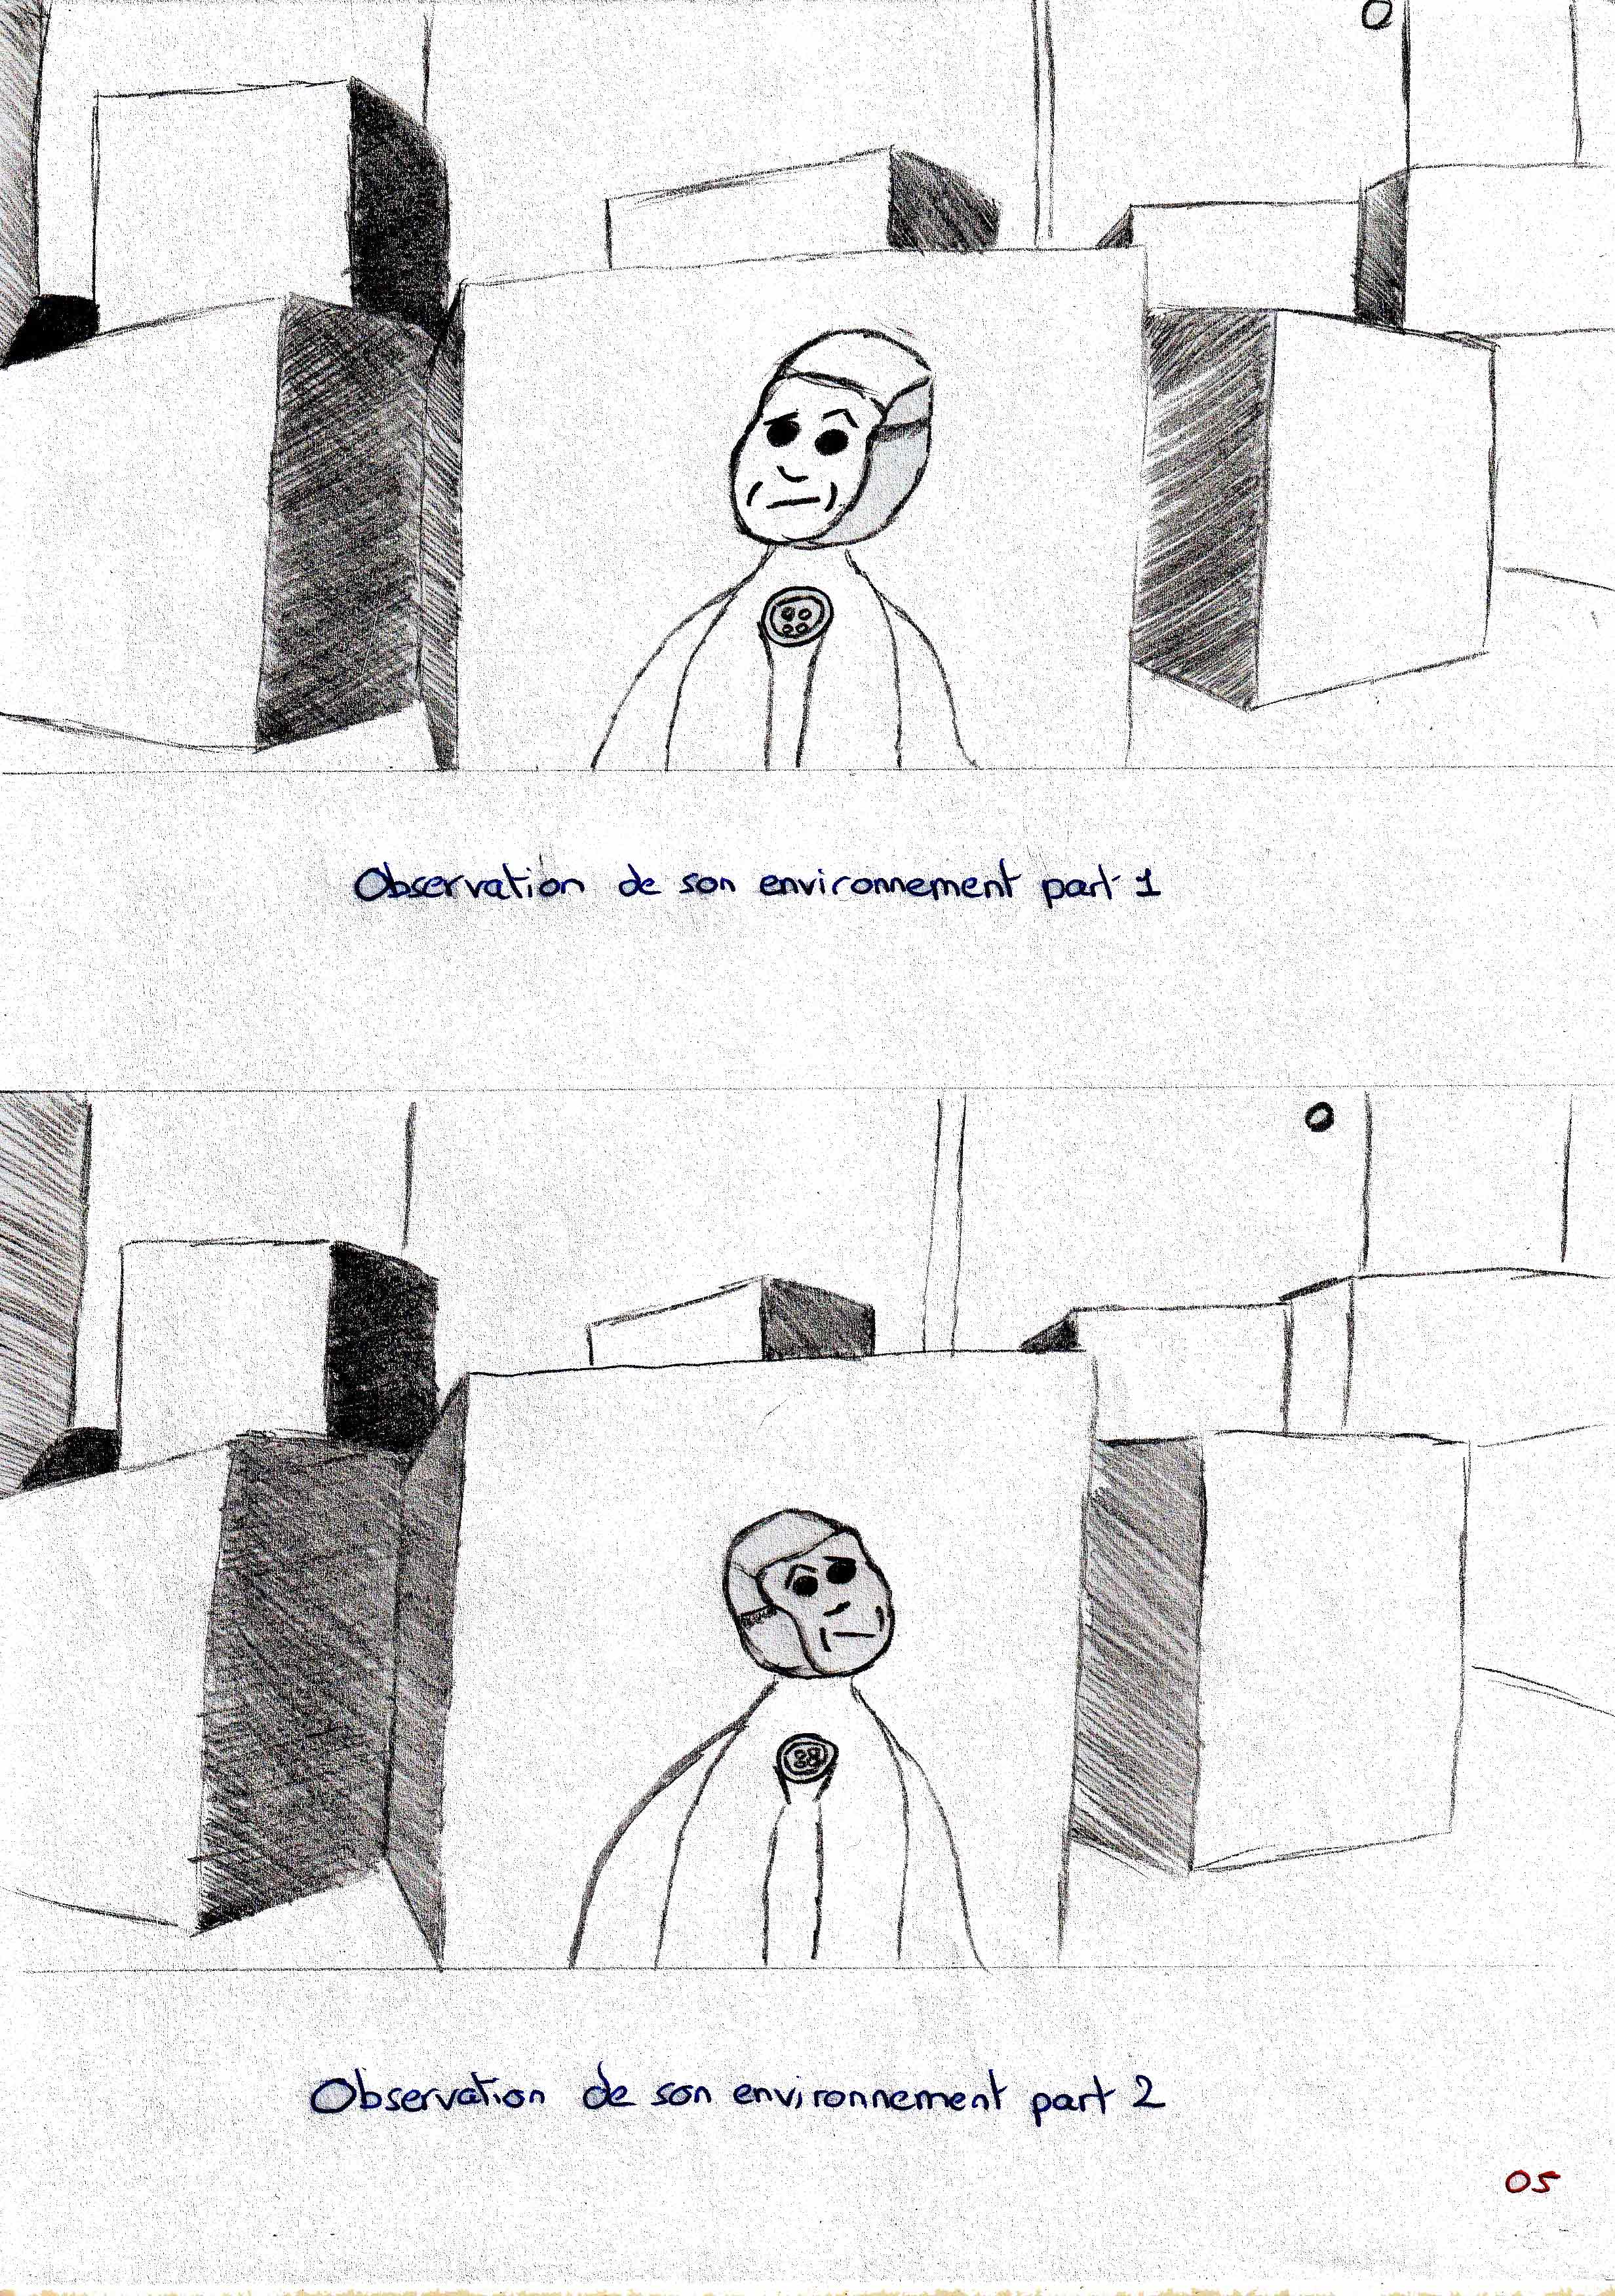 Observation de son environnement part 1
Observation de son environnement part 2
05